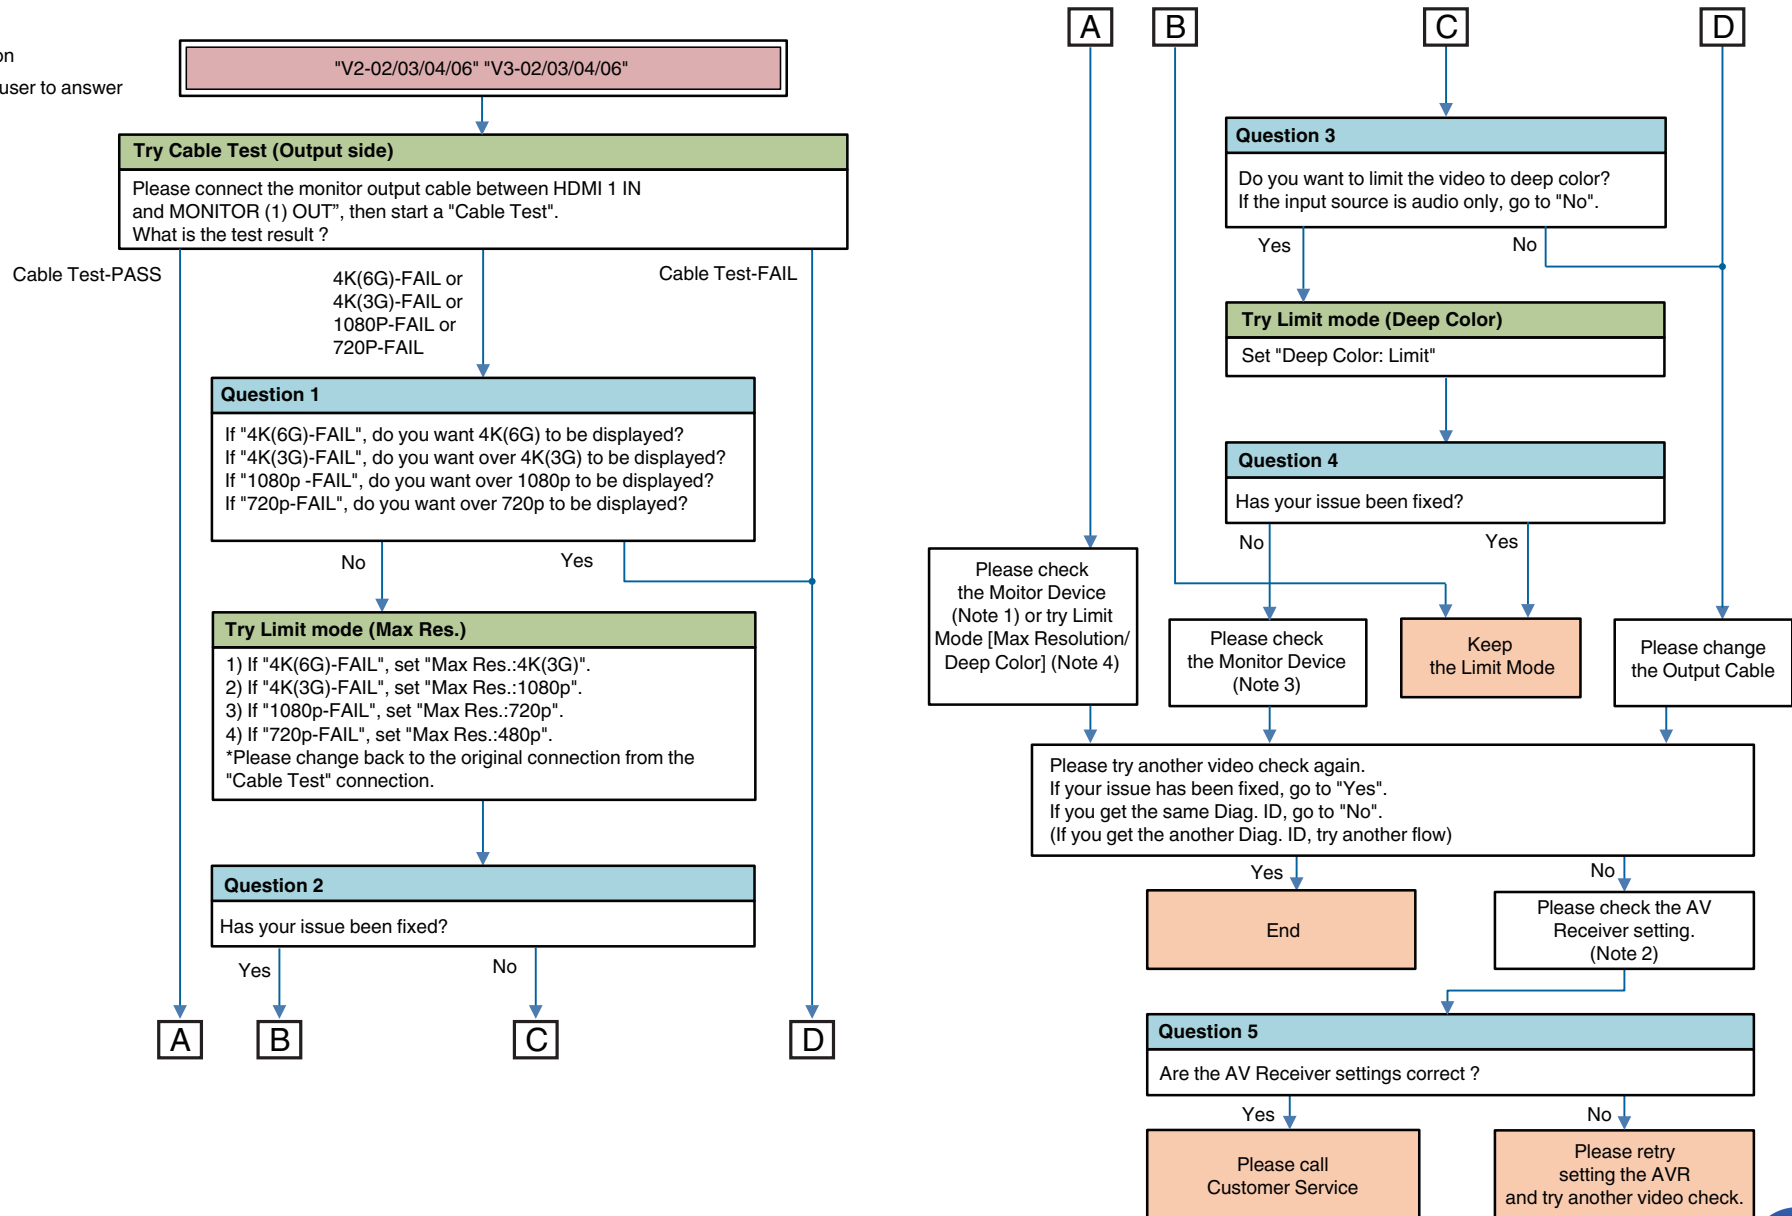 on
user to answer
"V2-02/03/04/06" "V3-02/03/04/06"
Try Cable Test (Output side)
Please connect the monitor output cable between HDMI 1 IN
and MONITOR (1) OUT”, then start a "Cable Test".
What is the test result ?
Cable Test-PASS
4K(6G)-FAIL or
4K(3G)-FAIL or
1080P-FAIL or
720P-FAIL
Cable Test-FAIL
Question 1
If "4K(6G)-FAIL", do you want 4K(6G) to be displayed?
If "4K(3G)-FAIL", do you want over 4K(3G) to be displayed?
If "1080p -FAIL", do you want over 1080p to be displayed?
If "720p-FAIL", do you want over 720p to be displayed?
No
Yes
Try Limit mode (Max Res.)
1) If "4K(6G)-FAIL", set "Max Res.:4K(3G)".
2) If "4K(3G)-FAIL", set "Max Res.:1080p".
3) If "1080p-FAIL", set "Max Res.:720p".
4) If "720p-FAIL", set "Max Res.:480p".
*Please change back to the original connection from the
"Cable Test" connection.
Question 2
Has your issue been fixed?
Yes
No
A
B
C
D
A
B
C
D
Question 3
Do you want to limit the video to deep color?
If the input source is audio only, go to "No".
Yes
No
Try Limit mode (Deep Color)
Set "Deep Color: Limit"
Question 4
Has your issue been fixed?
No
Yes
Please check
the Moitor Device
(Note 1) or try Limit
Mode [Max Resolution/
Deep Color] (Note 4)
Please check
the Monitor Device
(Note 3)
Keep
the Limit Mode
Please change
the Output Cable
Please try another video check again.
If your issue has been fixed, go to "Yes".
If you get the same Diag. ID, go to "No".
(If you get the another Diag. ID, try another flow)
Yes
No
End
Please check the AV
Receiver setting.
(Note 2)
Question 5
Are the AV Receiver settings correct ?
Yes
No
Please call
Customer Service
Please retry
setting the AVR
and try another video check.